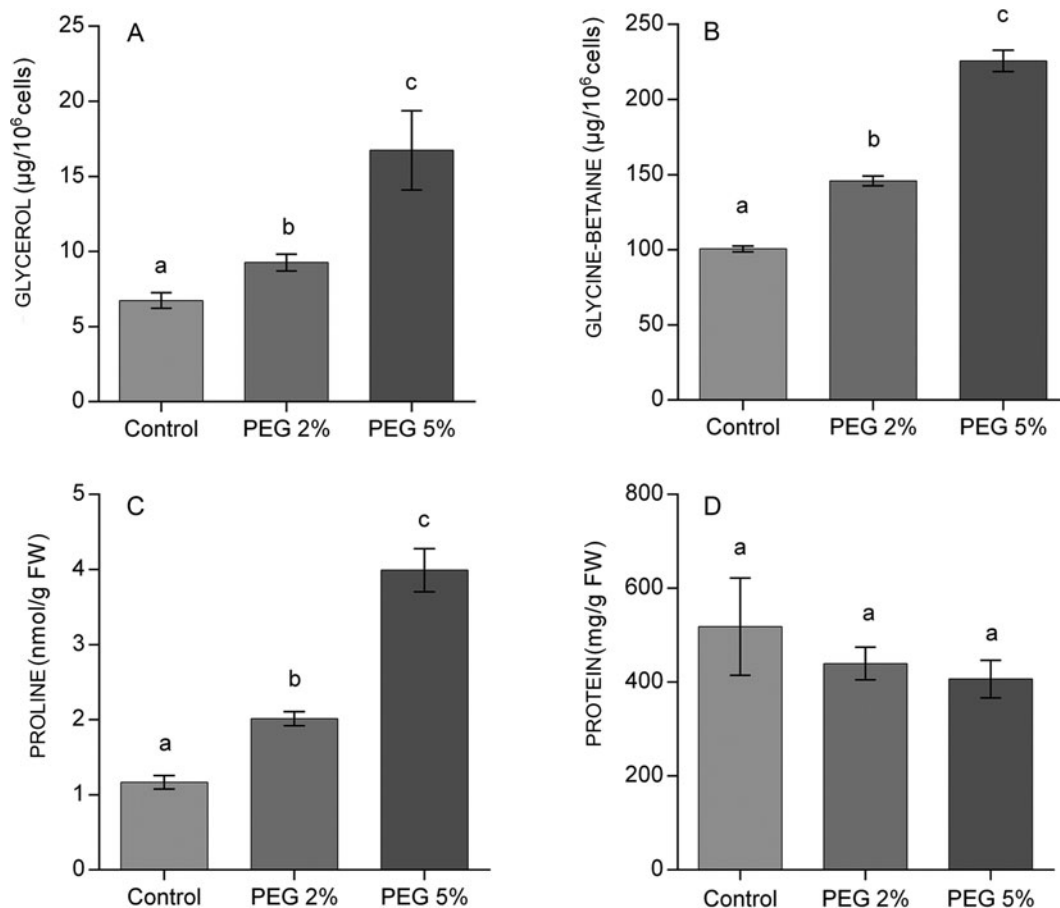 A
GLYCEROL (µg/10⁶cells)
25
20
15
10
5
0
a
b
c
Control
PEG 2%
PEG 5%
B
GLYCINE-BETAINE (µg/10⁶cells)
250
200
150
100
50
0
a
b
c
Control
PEG 2%
PEG 5%
C
PROLINE (nmol/g FW)
5
4
3
2
1
0
a
b
c
Control
PEG 2%
PEG 5%
D
PROTEIN (mg/g FW)
800
600
400
200
0
a
a
a
Control
PEG 2%
PEG 5%